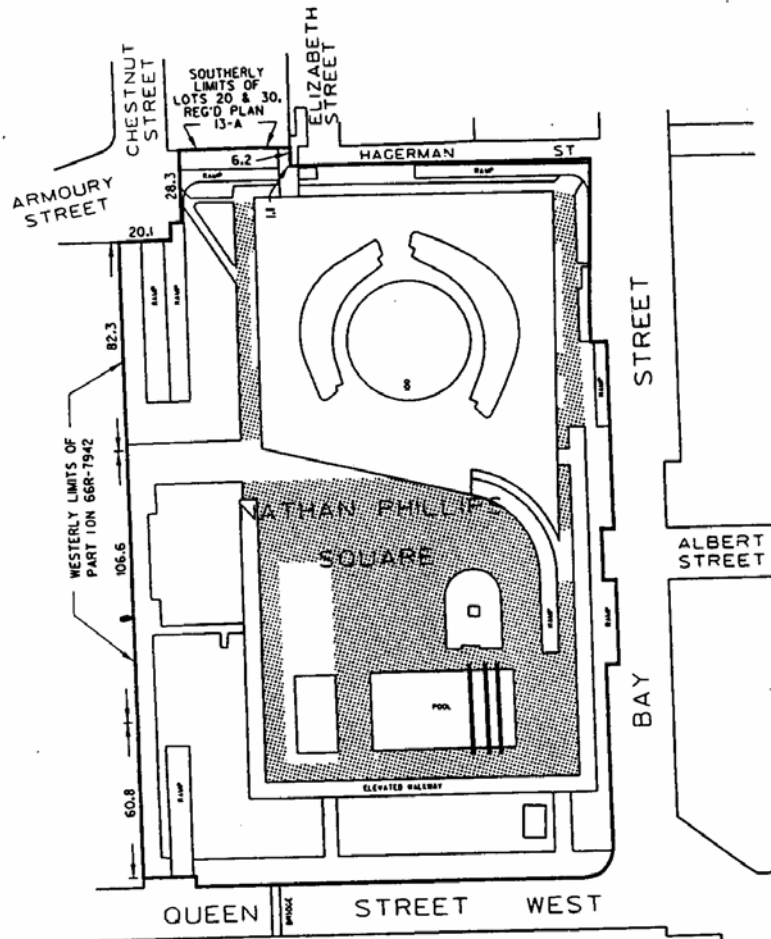 CHESTNUT
STREET
SOUTHERLY
LIMITS OF
LOTS 20 & 30,
REG'D PLAN
13-A
ELIZABETH
STREET
6.2
HAGERMAN ST
RAMP
RAMP
ARMOURY
STREET
28.3
1.1
20.1
RAMP
RAMP
82.3
8
STREET
RAMP
WESTERLY LIMITS OF
PART 1 ON 66R-7942
106.6
NATHAN PHILLIPS
SQUARE
ALBERT
STREET
RAMP
RAMP
BAY
POOL
RAMP
60.8
ELEVATED WALKWAY
QUEEN STREET WEST
BRIDGE